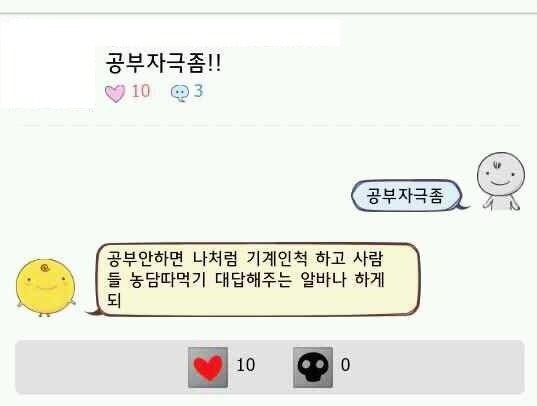 공부자극좀!!
10 3
공부자극좀
공부안하면 나처럼 기계인척 하고 사람
들 농담따먹기 대답해주는 알바나 하게
되
10 0